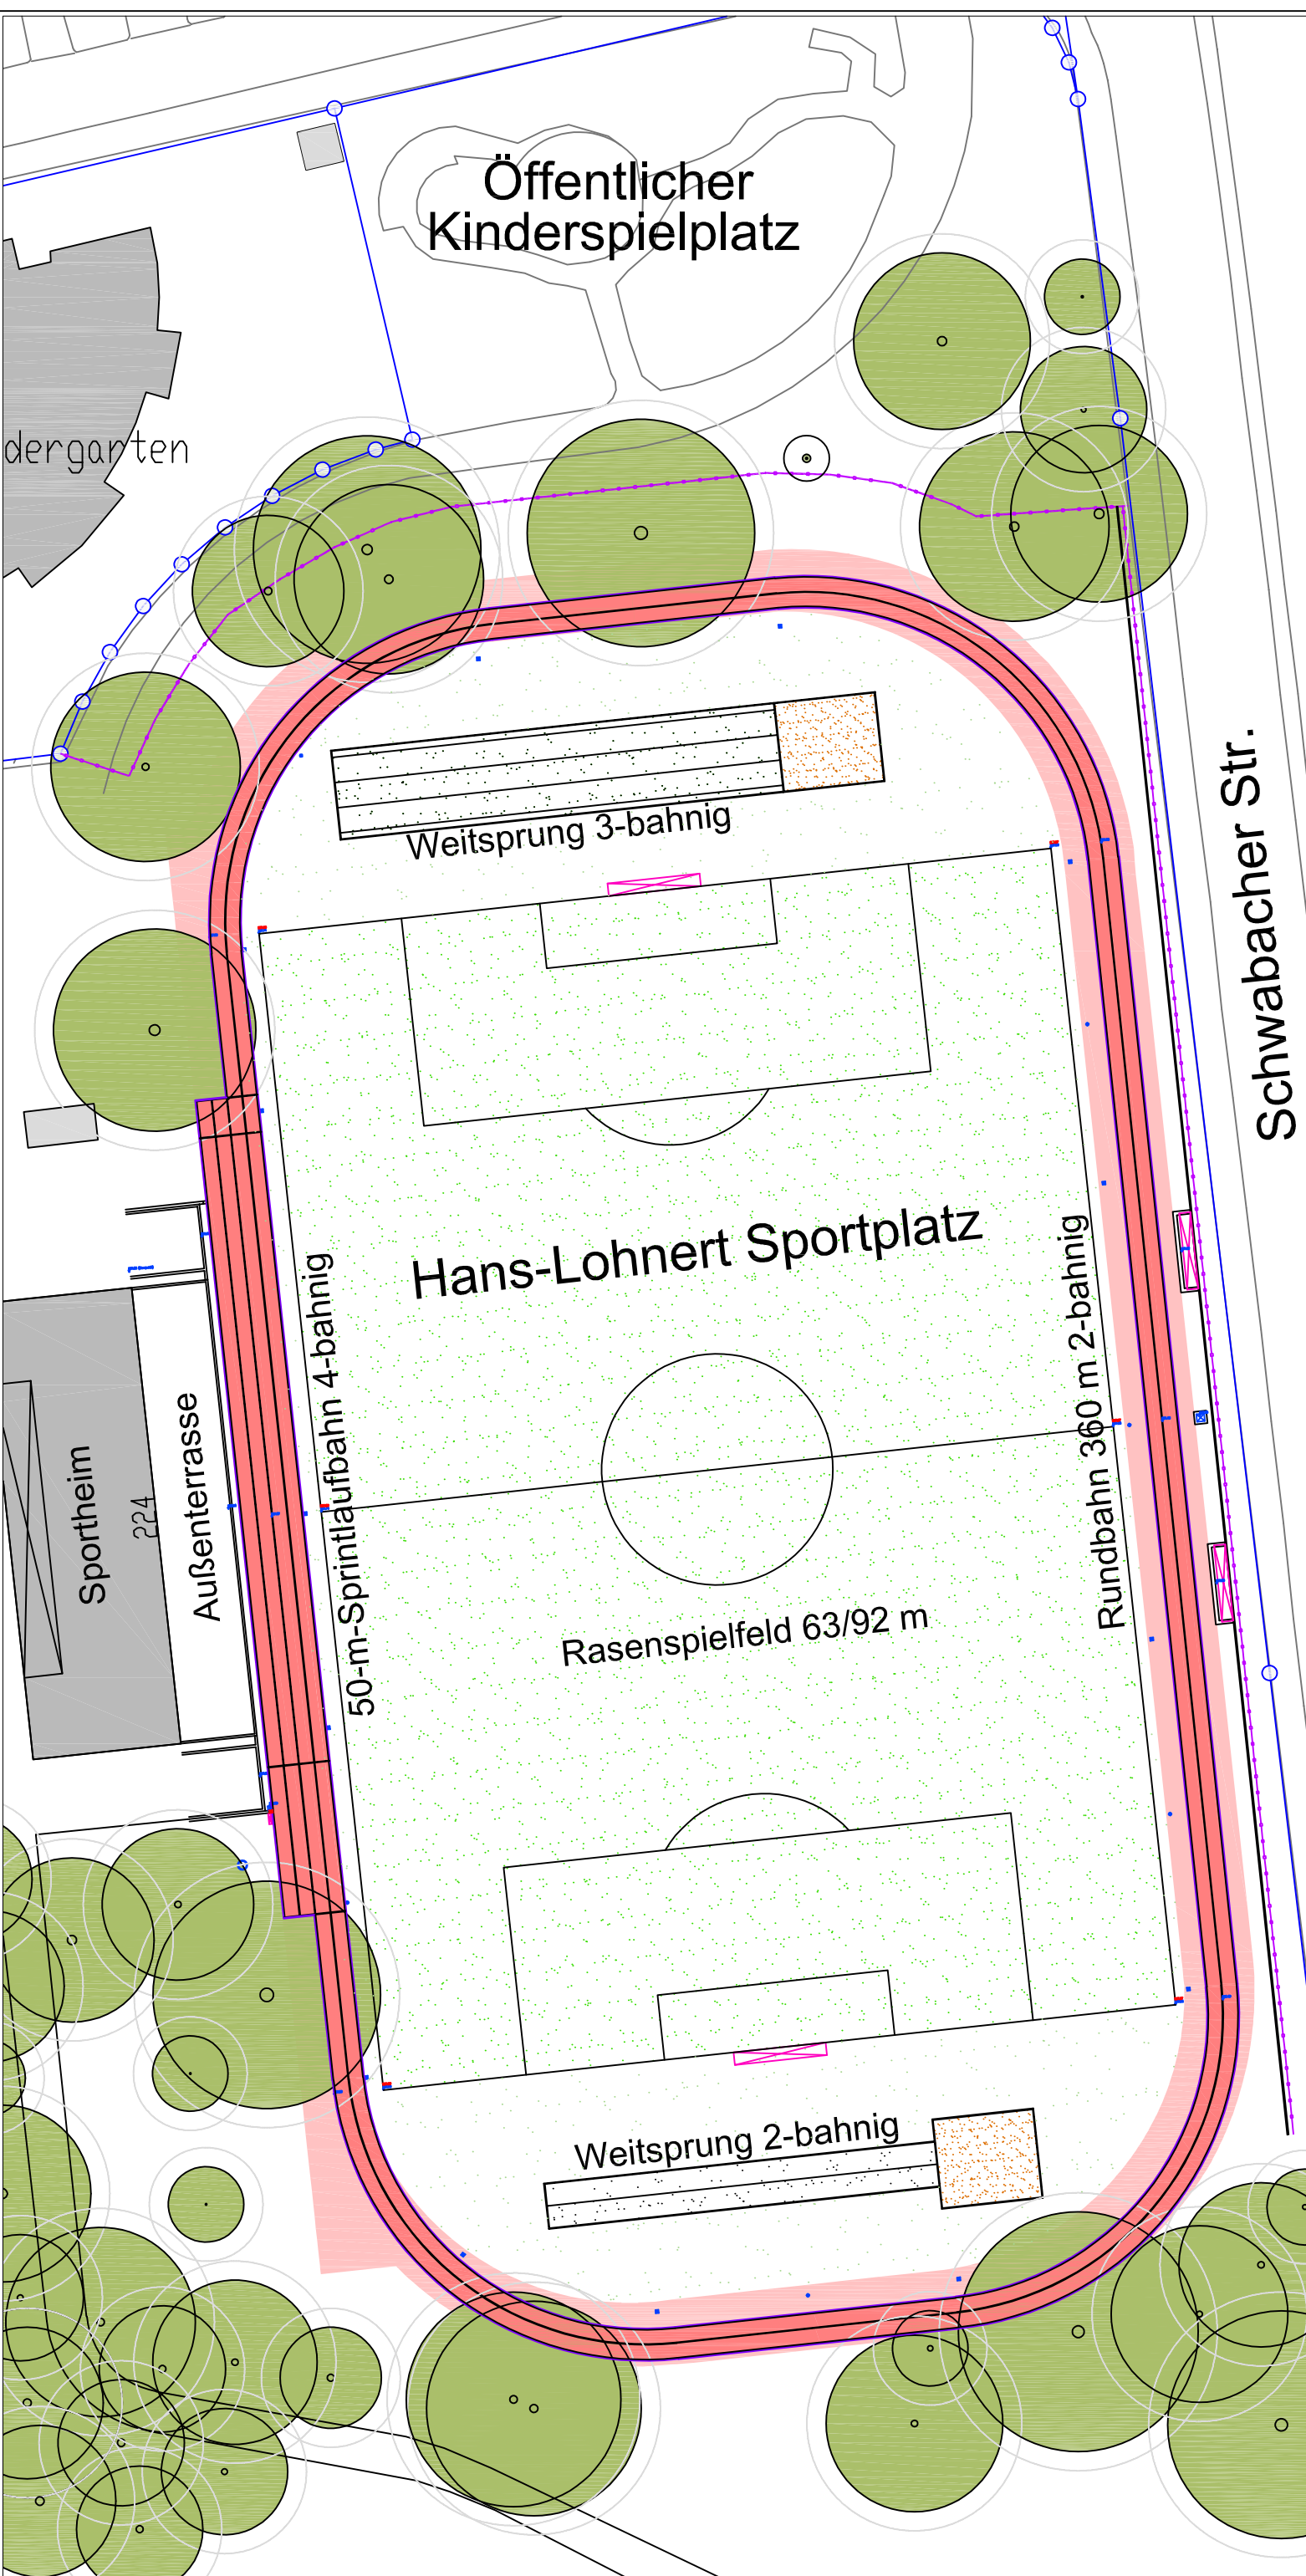 Öffentlicher
Kinderspielplatz
dergarten
Weitsprung 3-bahnig
Schwabacher Str.
Hans-Lohnert Sportplatz
50-m-Sprintlaufbahn 4-bahnig
Rundbahn 360 m 2-bahnig
Sportheim
224
Außenterrasse
Rasenspielfeld 63/92 m
Weitsprung 2-bahnig